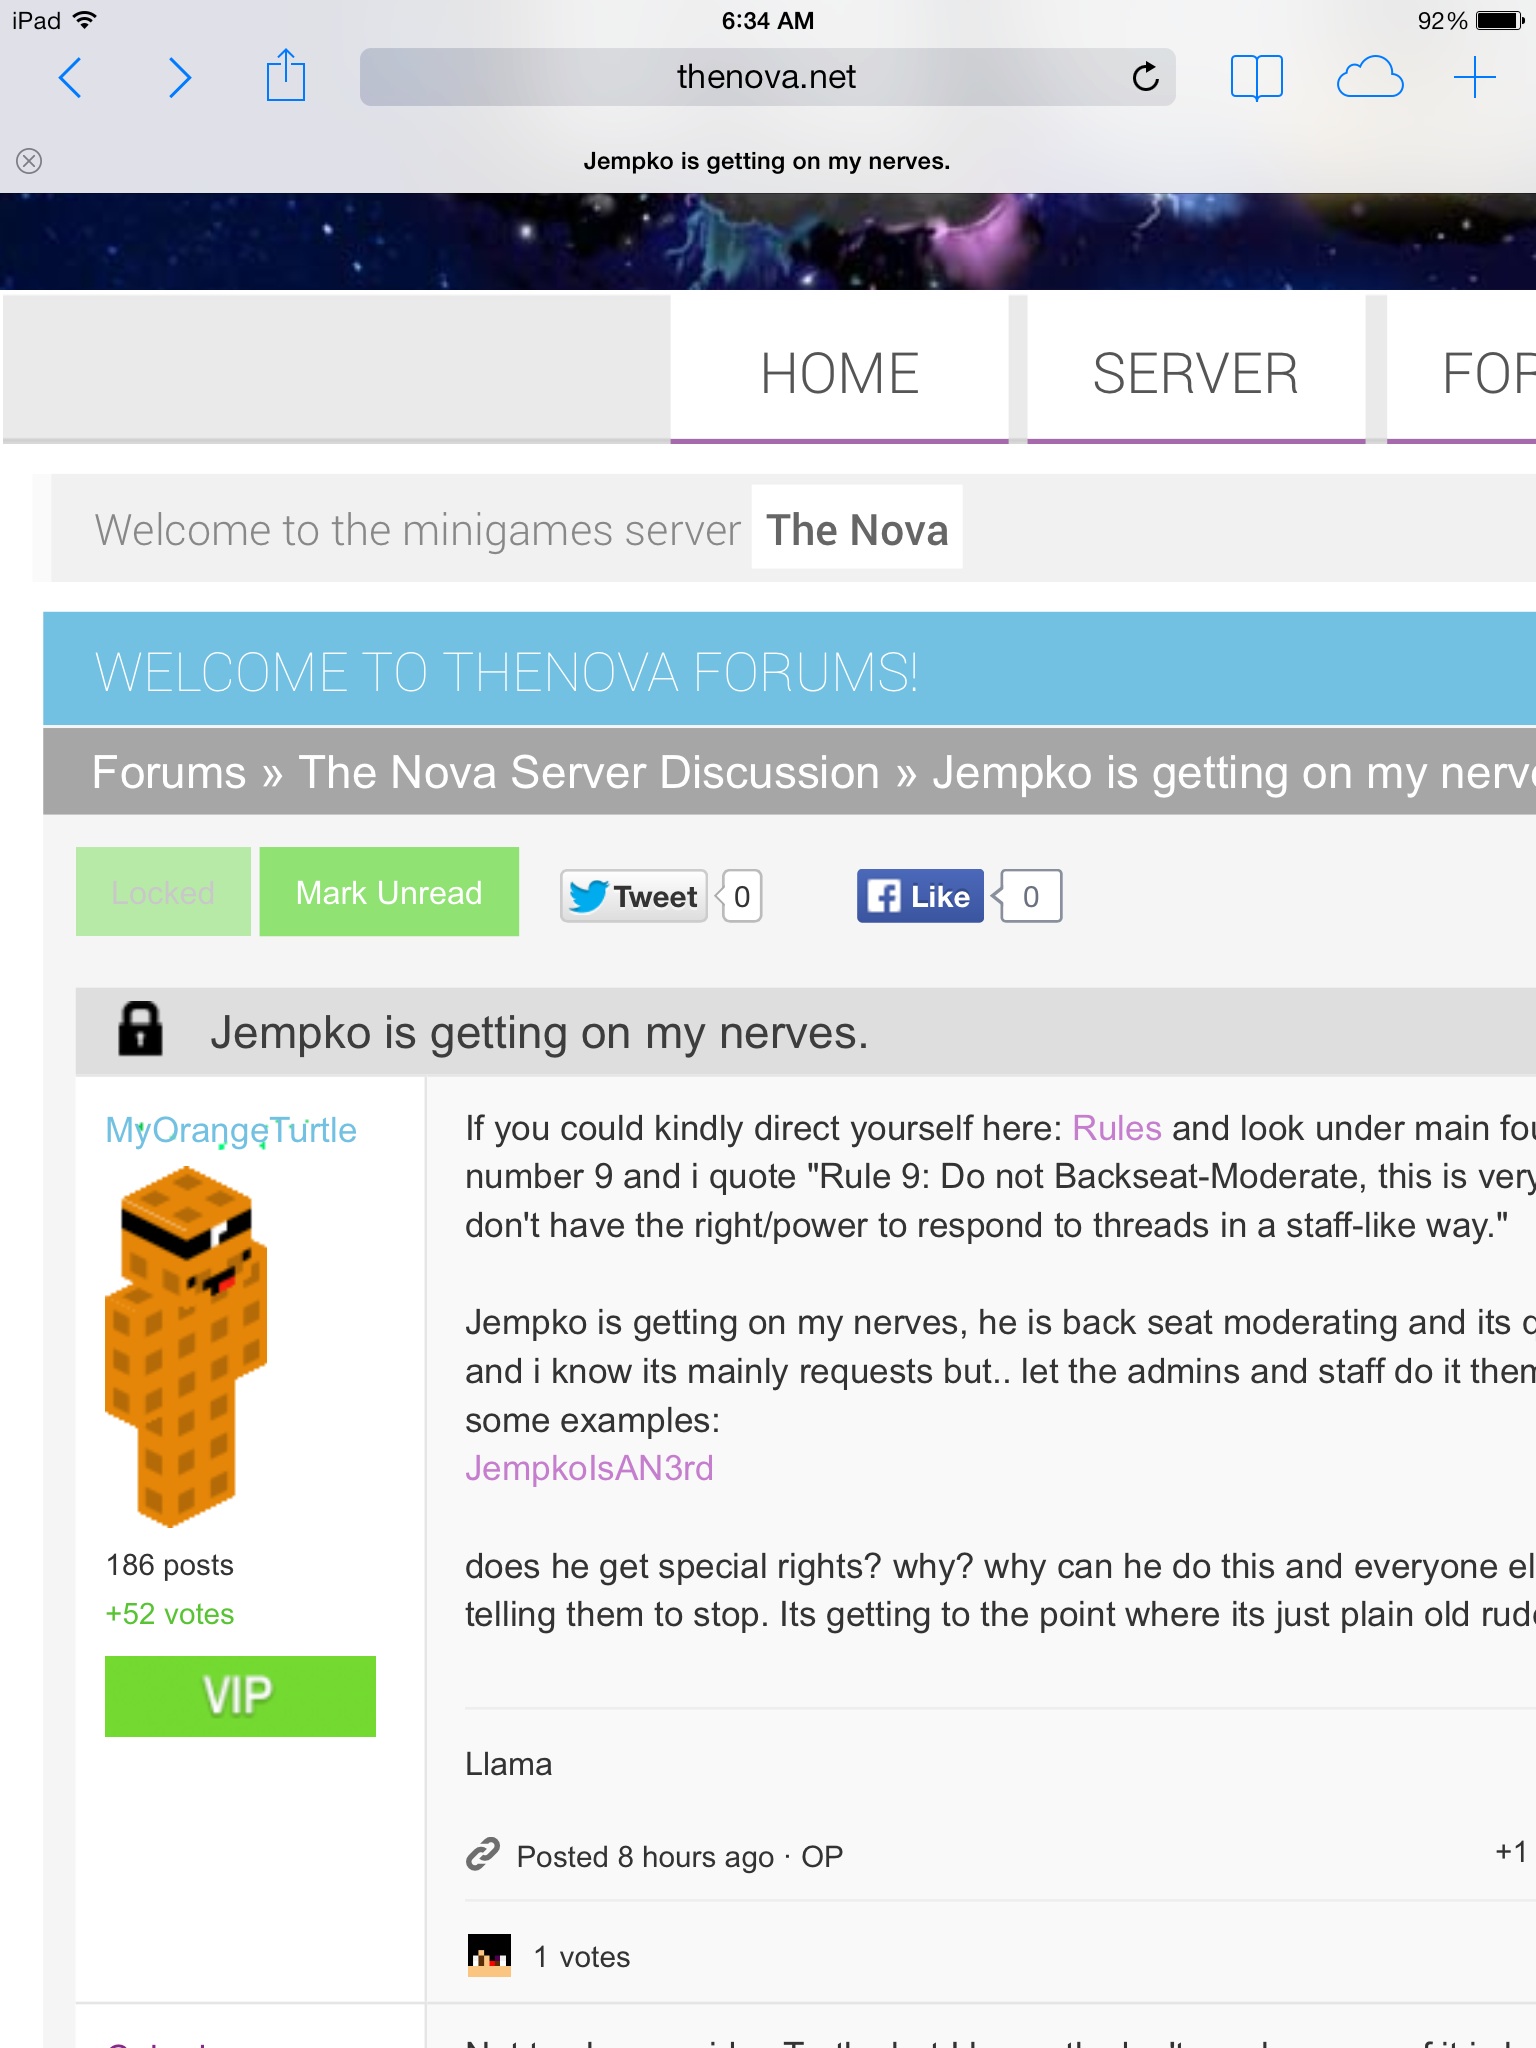 iPad 6:34 AM 92%
thenova.net
Jempko is getting on my nerves.
HOME SERVER
Welcome to the minigames server The Nova
WELCOME TO THENOVA FORUMS!
Forums » The Nova Server Discussion » Jempko is getting on my
Locked Mark Unread Tweet 0 Like 0
Jempko is getting on my nerves.
MyOrangeTurtle
If you could kindly direct yourself here: Rules and look under main
number 9 and i quote "Rule 9: Do not Backseat-Moderate, this is very
don't have the right/power to respond to threads in a staff-like way."
Jempko is getting on my nerves, he is back seat moderating and its
and i know its mainly requests but.. let the admins and staff do it
some examples:
JempkoIsAN3rd
does he get special rights? why? why can he do this and everyone
telling them to stop. Its getting to the point where its just plain old
186 posts
+52 votes
VIP
Llama
Posted 8 hours ago · OP +1
1 votes